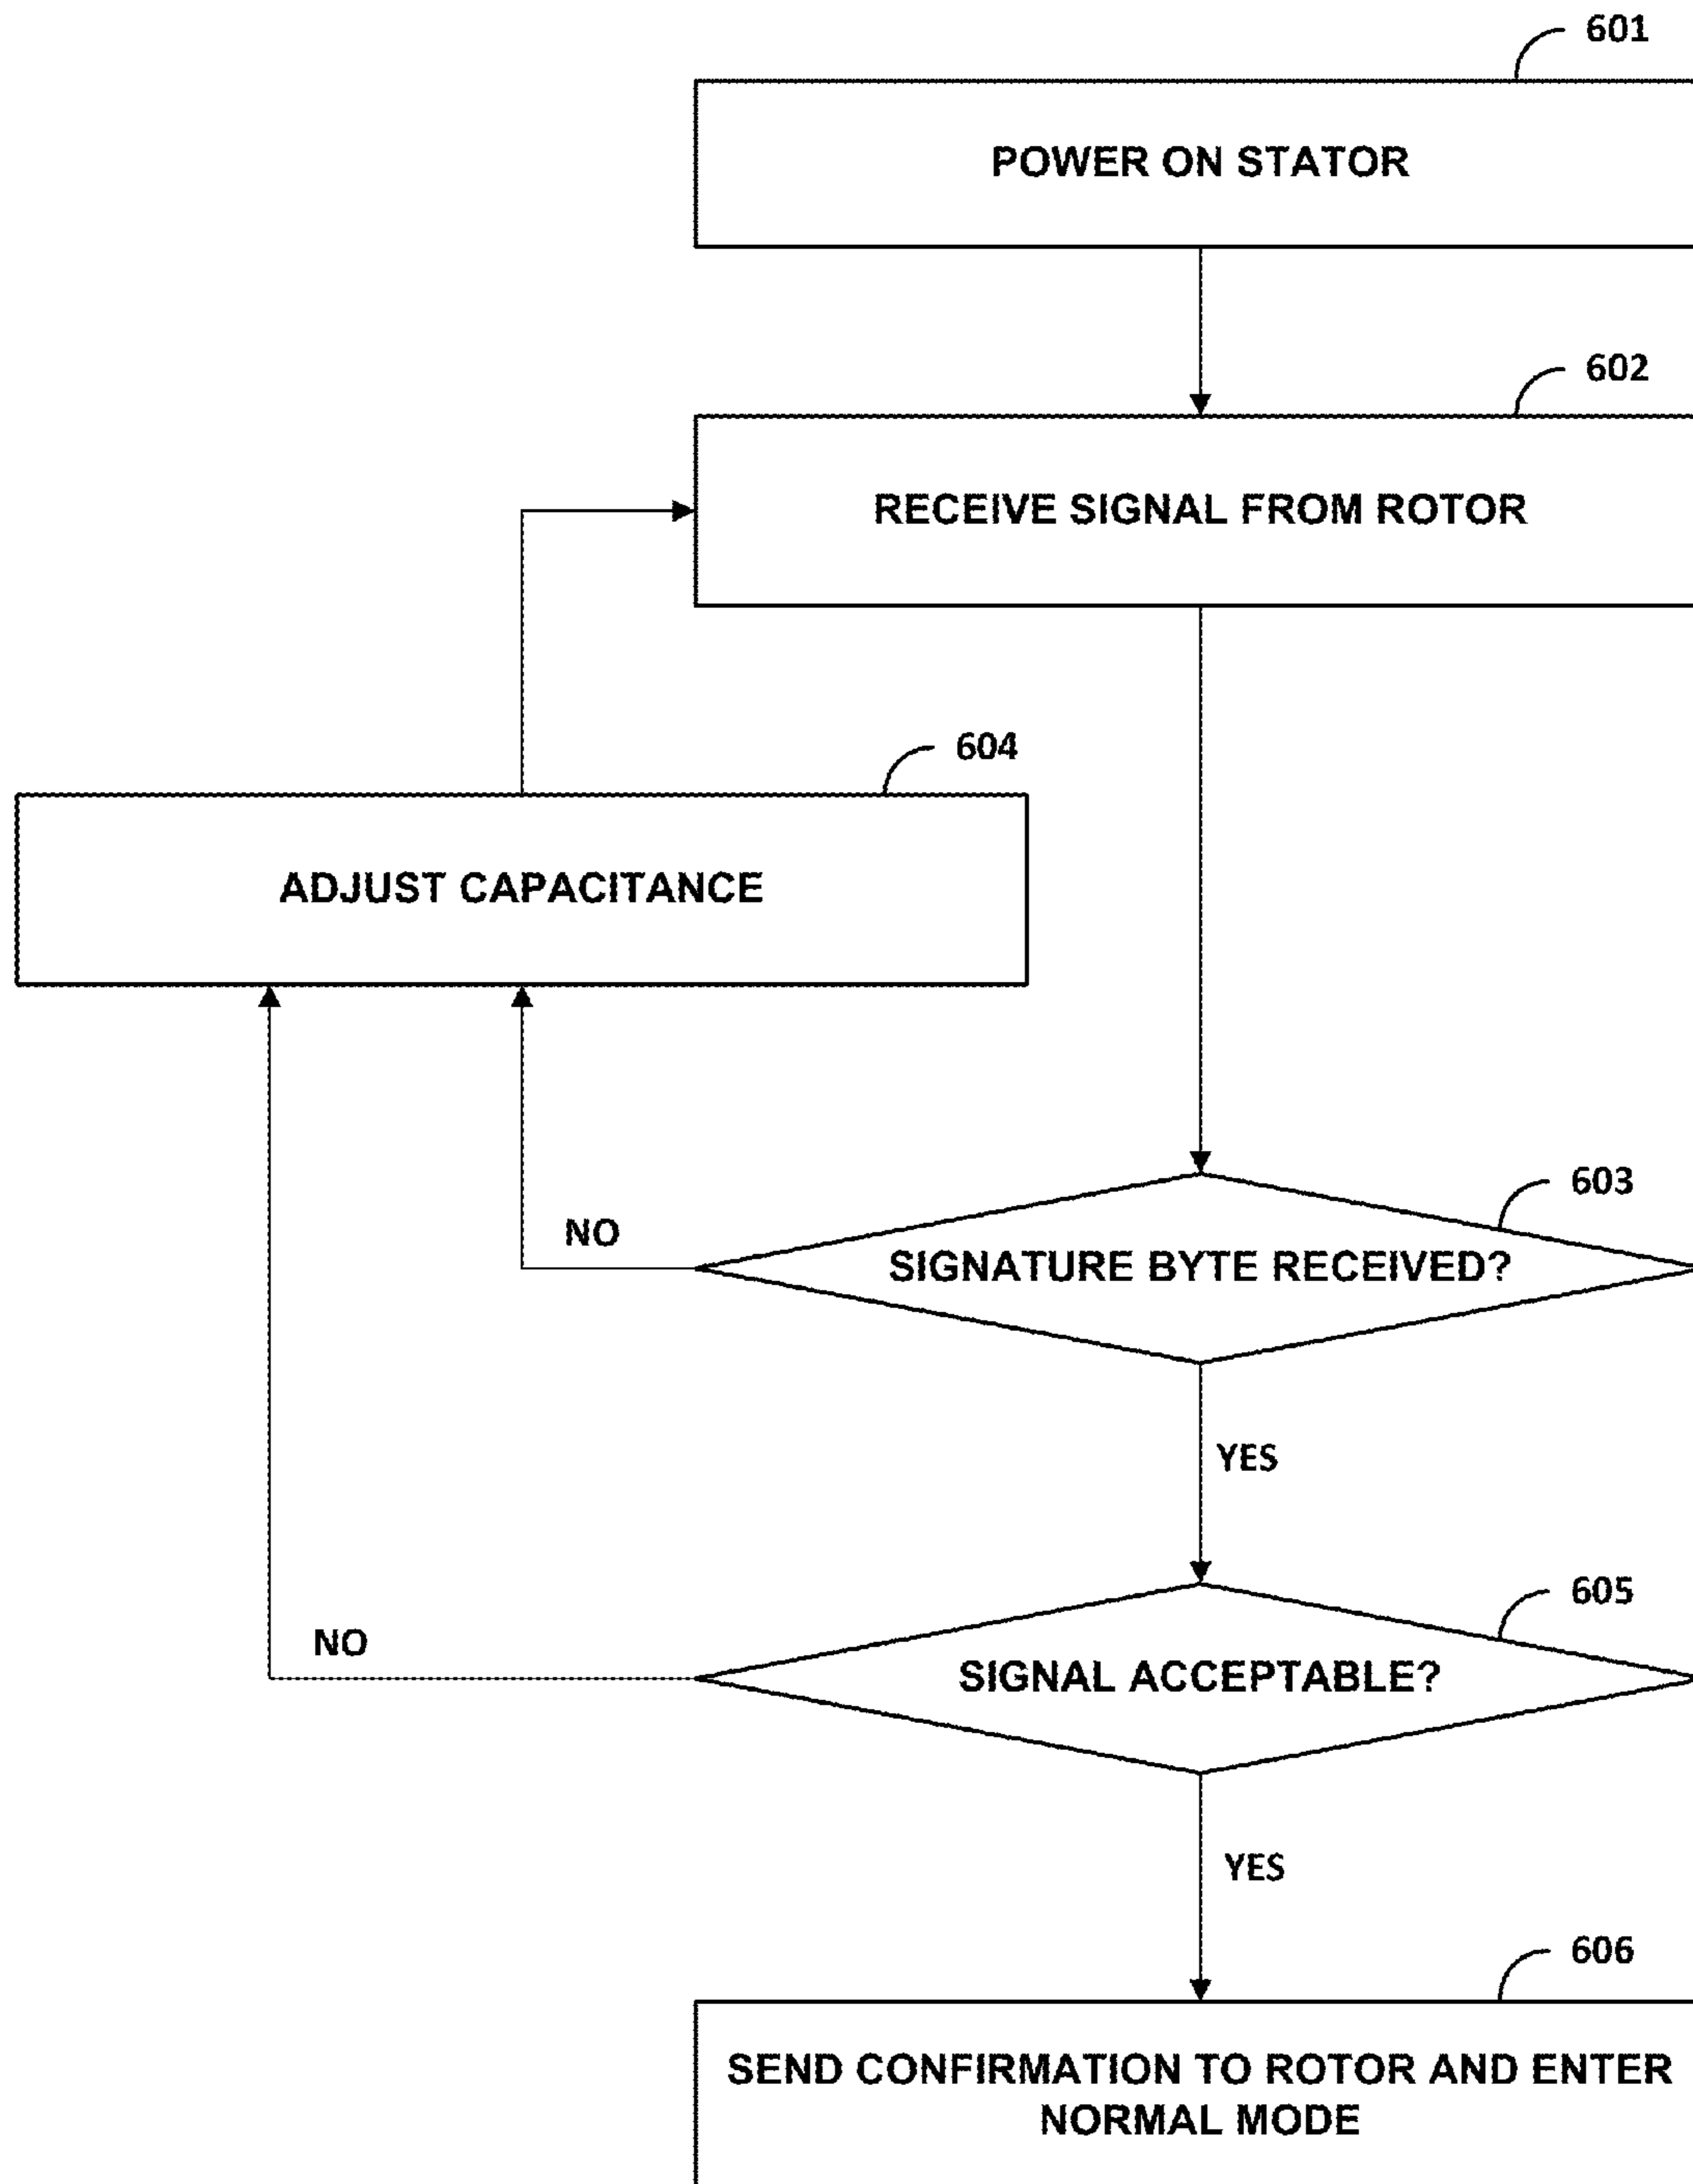 601
POWER ON STATOR
602
RECEIVE SIGNAL FROM ROTOR
604
ADJUST CAPACITANCE
603
NO
SIGNATURE BYTE RECEIVED?
YES
605
NO
SIGNAL ACCEPTABLE?
YES
606
SEND CONFIRMATION TO ROTOR AND ENTER
NORMAL MODE